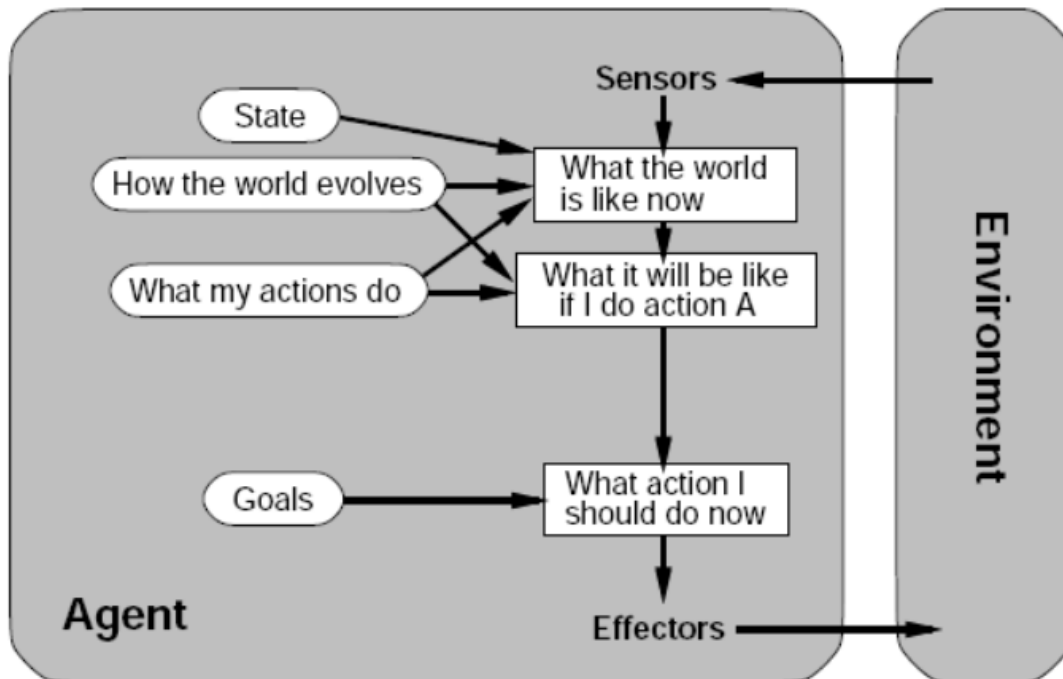 Sensors
State
What the world
is like now
How the world evolves
What it will be like
if I do action A
What my actions do
Environment
What action I
should do now
Goals
Agent
Effectors